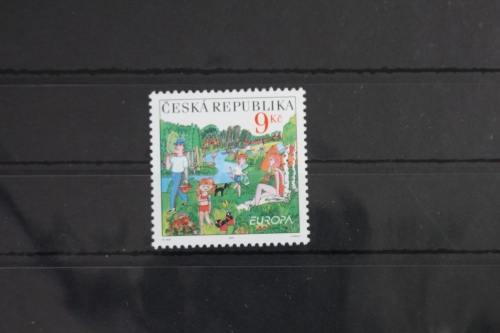 ČESKÁ REPUBLIKA
9 Kč
EUROPA